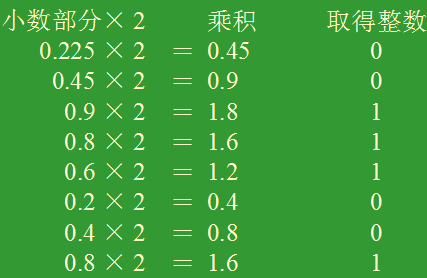 小数部分×2 乘积 取得整数
0.225 × 2 = 0.45 0
0.45 × 2 = 0.9 0
0.9 × 2 = 1.8 1
0.8 × 2 = 1.6 1
0.6 × 2 = 1.2 1
0.2 × 2 = 0.4 0
0.4 × 2 = 0.8 0
0.8 × 2 = 1.6 1